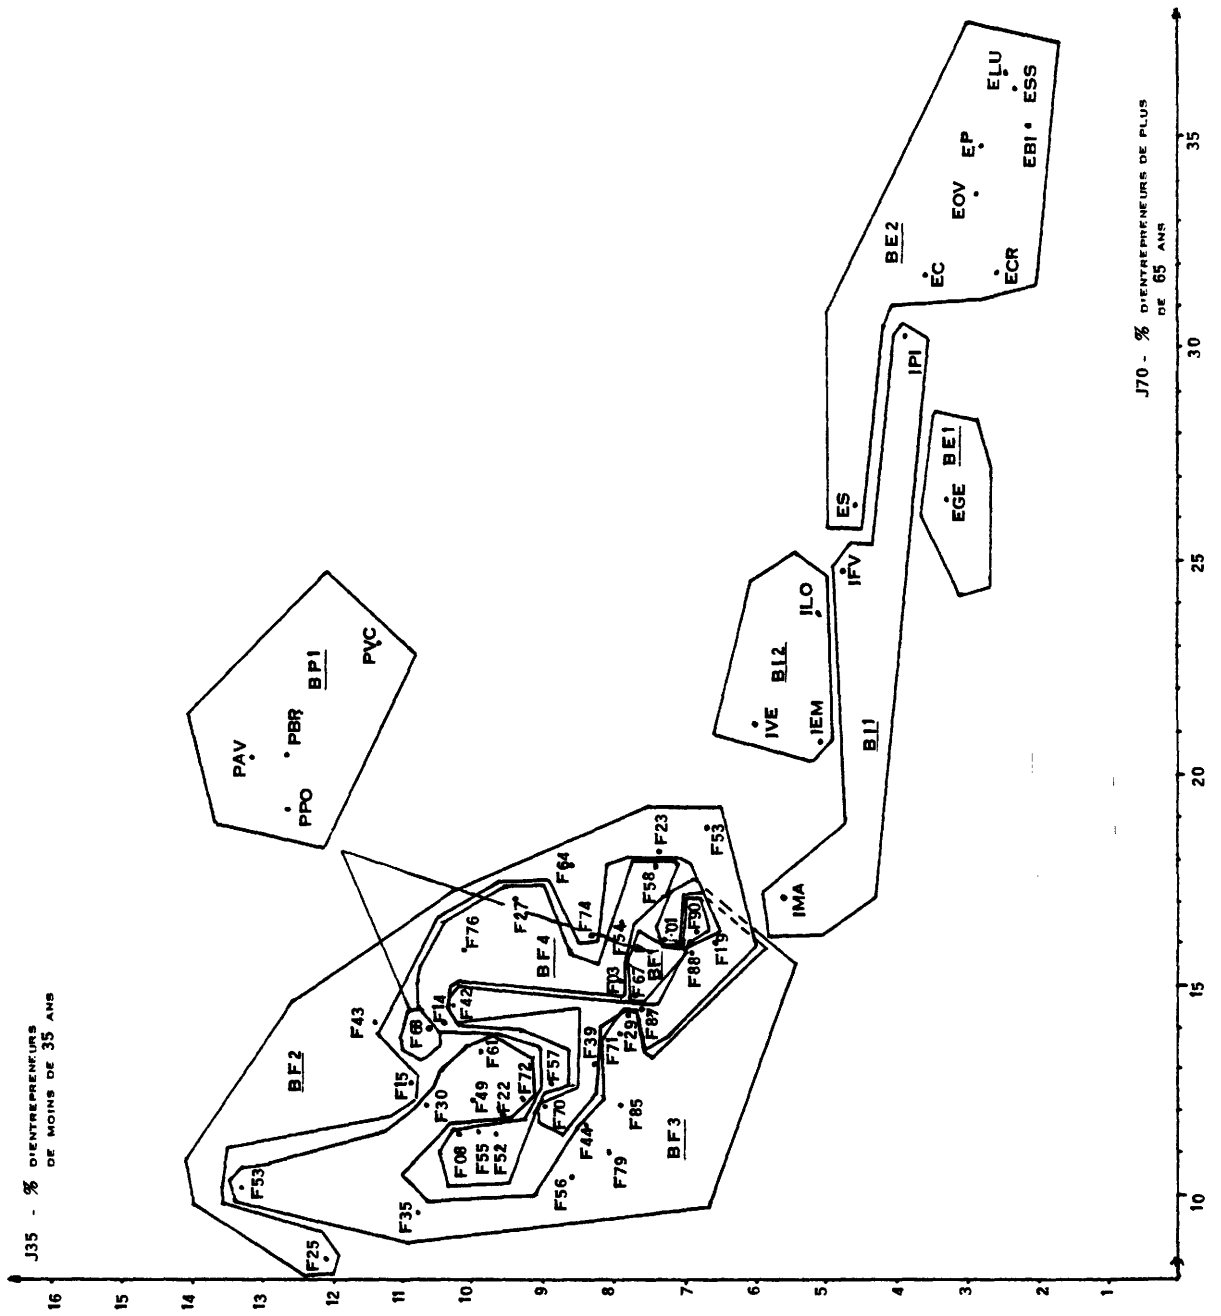 J35 - % D'ENTREPRENEURS
DE MOINS DE 35 ANS
J70 - % D'ENTREPRENEURS DE PLUS
DE 65 ANS
16
15
14
13
12
11
10
9
8
7
6
5
4
3
2
1
10
15
20
25
30
35
BF2
F25
F53
F43
F15
F68
F14
F42
F76
F27
BF4
F64
F74
F30
F61
F49
F22
F72
F57
F08
F55
F52
F70
F35
F39
F71
F29
F87
F44
F85
F56
F79
BF3
F03
F67
F54
F58
F23
F53
F01
F90
BF1
F88
F19
PAV
PBR
PPO
BP1
PVC
IVE
IEM
BI2
ILO
IMA
BI1
IFV
IPI
ES
EGE
BE1
BE2
EC
ECR
EOV
EP
EBI
ELU
ESS